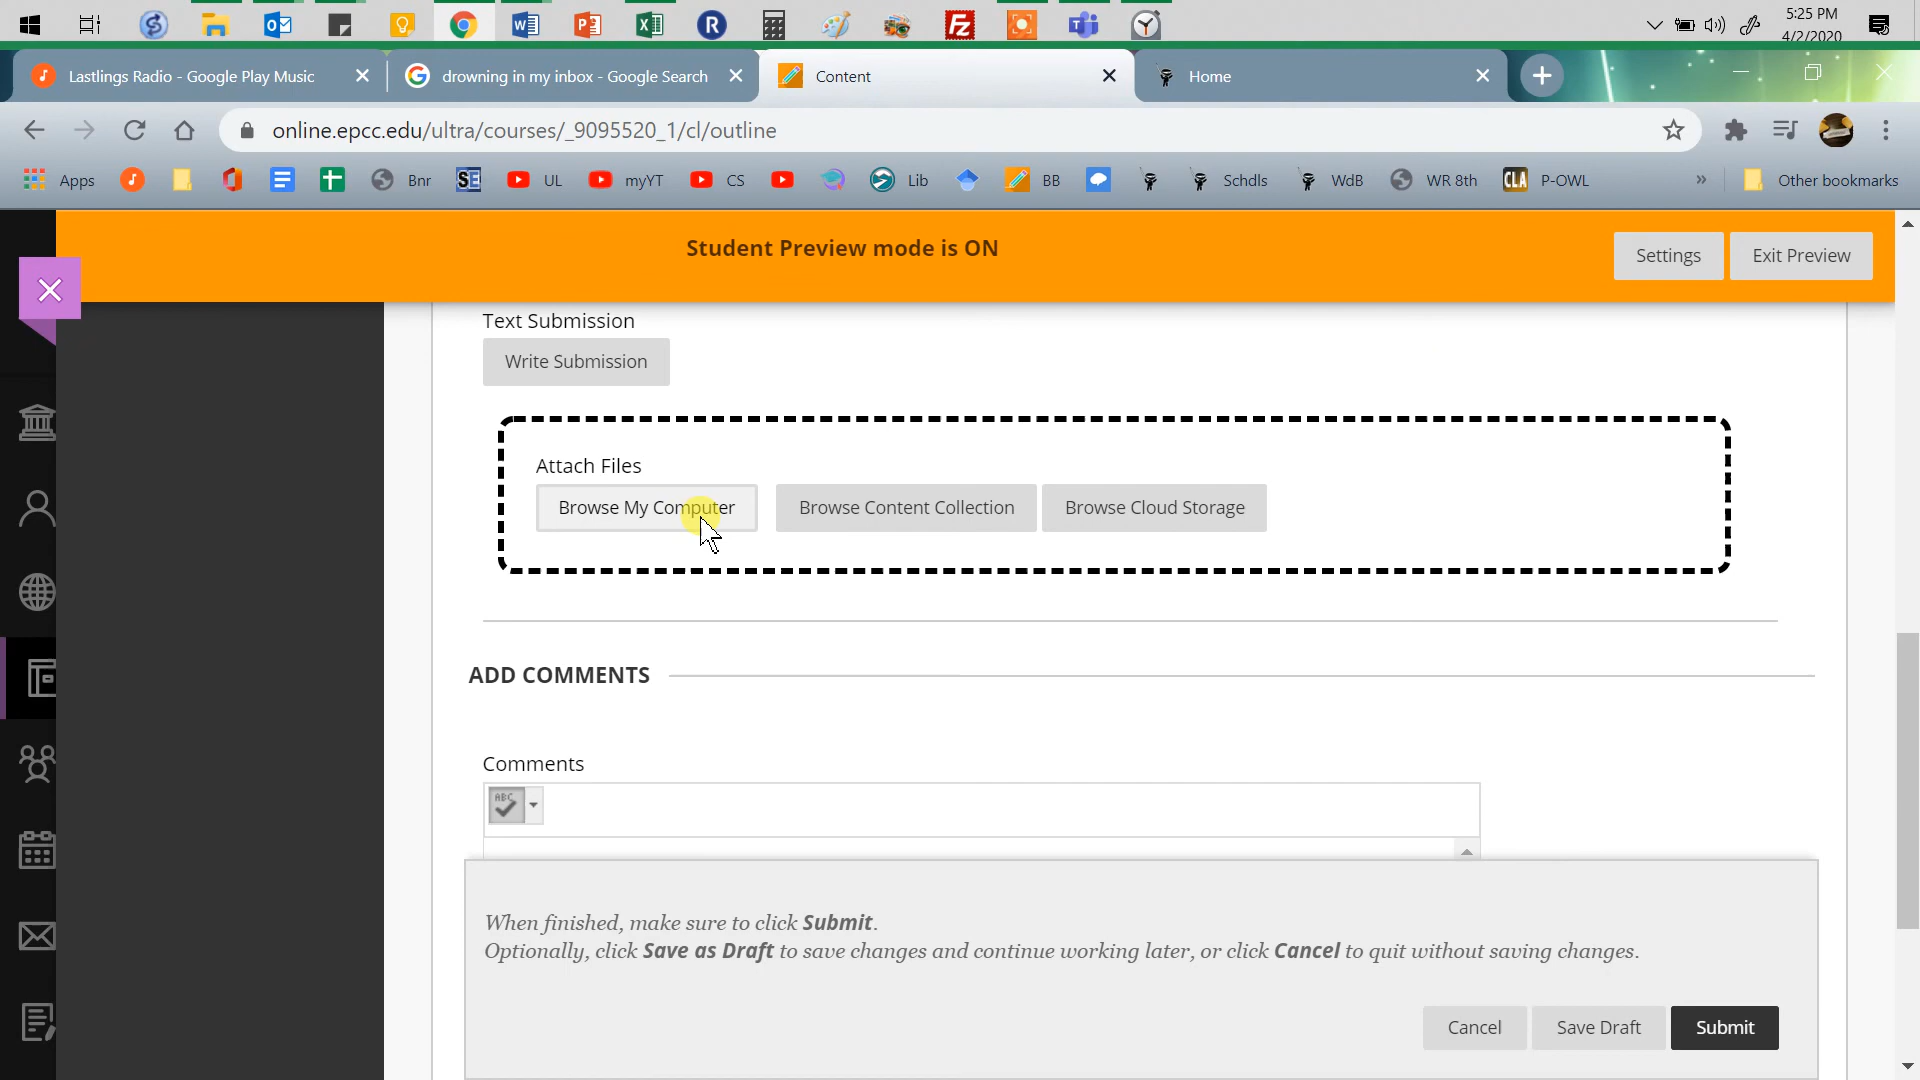 5:25 PM
4/2/2020
Lastlings Radio - Google Play Music
drowning in my inbox - Google Search
Content
Home
online.epcc.edu/ultra/courses/_9095520_1/cl/outline
Apps
Bnr
SE
UL
myYT
CS
Lib
BB
Schdls
WdB
WR 8th
CLA
P-OWL
»
Other bookmarks
Student Preview mode is ON
Settings
Exit Preview
Text Submission
Write Submission
Attach Files
Browse My Computer
Browse Content Collection
Browse Cloud Storage
ADD COMMENTS
Comments
ABC
When finished, make sure to click Submit.
Optionally, click Save as Draft to save changes and continue working later, or click Cancel to quit without saving changes.
Cancel
Save Draft
Submit